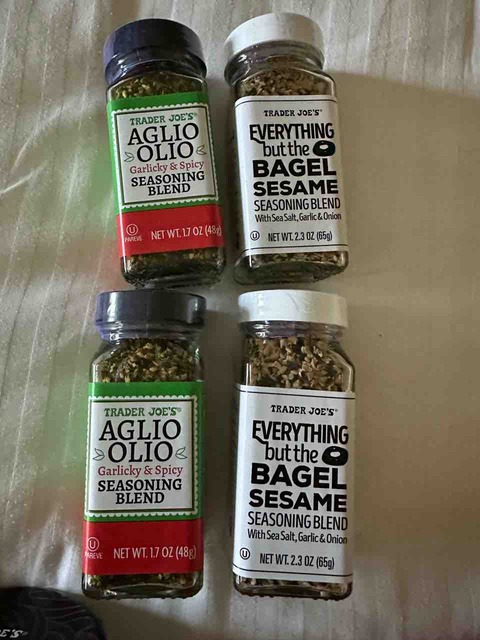 TRADER JOE'S®
AGLIO
OLIO
Garlicky & Spicy
SEASONING
BLEND
U
PAREVE
NET WT. 1.7 OZ (48g)
TRADER JOE'S®
EVERYTHING
but the
BAGEL
SESAME
SEASONING BLEND
With Sea Salt, Garlic & Onion
U
NET WT. 2.3 OZ (65g)
TRADER JOE'S®
AGLIO
OLIO
Garlicky & Spicy
SEASONING
BLEND
U
PAREVE
NET WT. 1.7 OZ (48g)
TRADER JOE'S®
EVERYTHING
but the
BAGEL
SESAME
SEASONING BLEND
With Sea Salt, Garlic & Onion
U
NET WT. 2.3 OZ (65g)
E'S®